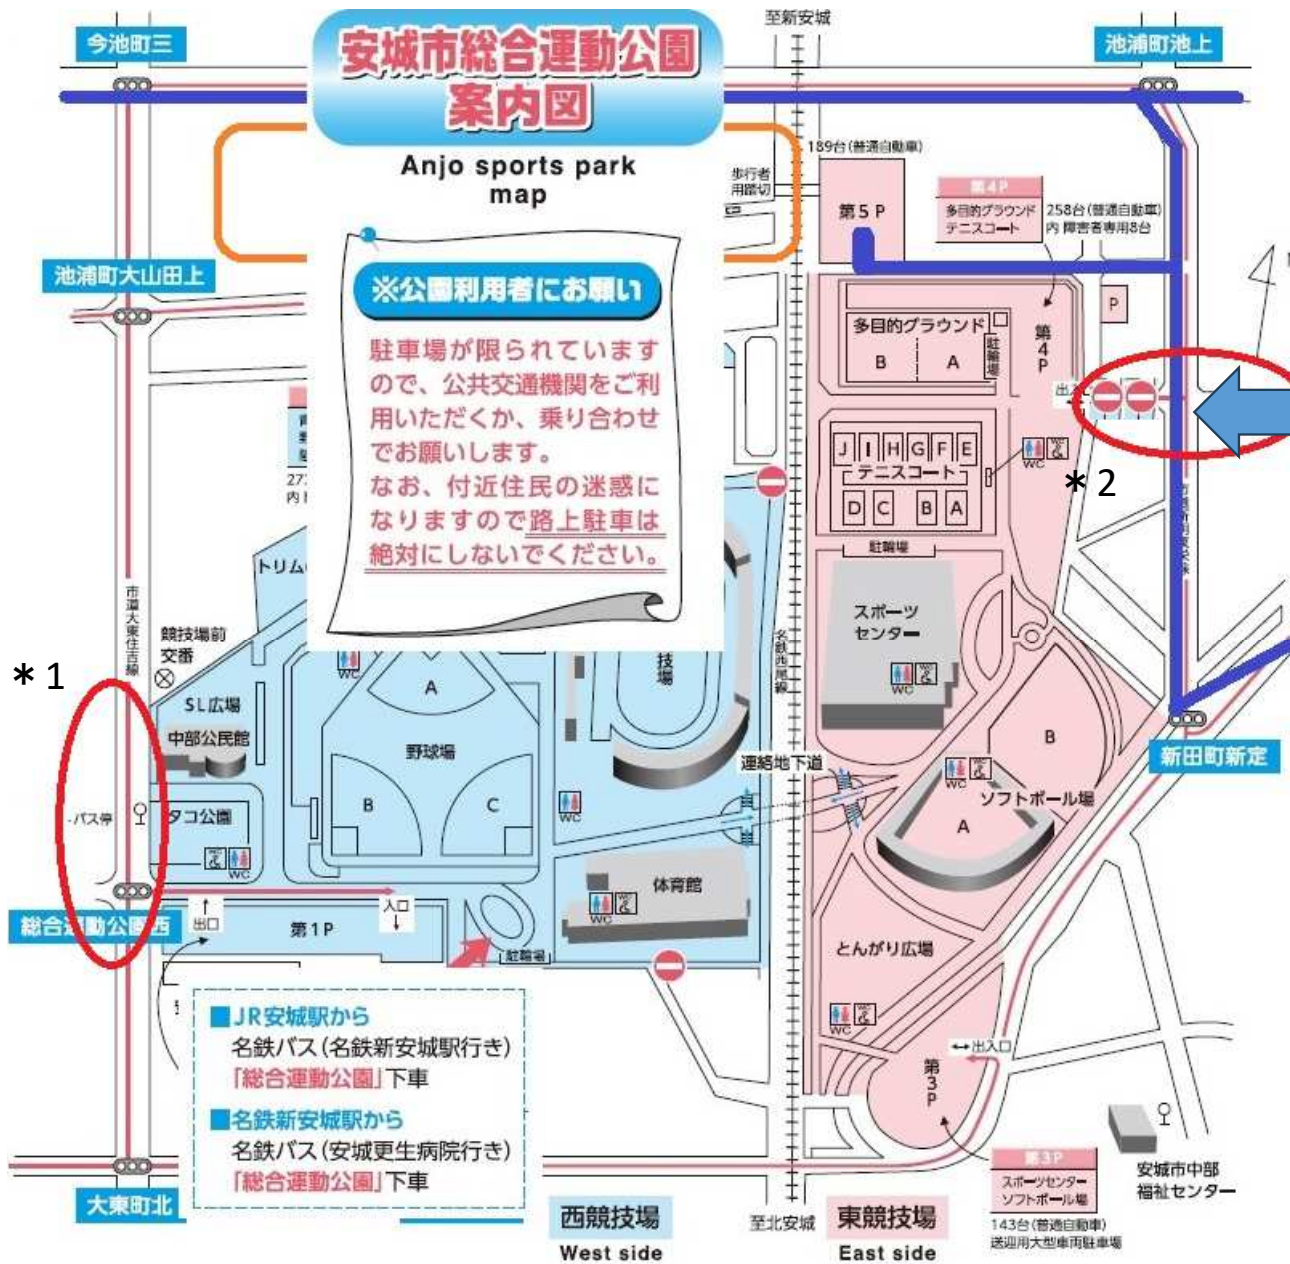 至新安城
今池町三
池浦町池上
安城市総合運動公園
案内図
Anjo sports park
map
189台(普通自動車)
歩行者
用踏切
第5P
第4P
多目的グラウンド
テニスコート
258台(普通自動車)
内 障害者専用8台
池浦町大山田上
※公園利用者にお願い
駐車場が限られています
ので、公共交通機関をご利
用いただくか、乗り合わせ
でお願いします。
なお、付近住民の迷惑に
なりますので路上駐車は
絶対にしないでください。
P
多目的グラウンド
B
A
駐輪場
第4P
J I H G F E
テニスコート
D C B A
WC
WC
*2
駐輪場
トリム
市道大東住吉線
競技場前
交番
*1
SL広場
中部公民館
WC
A
野球場
B
C
技場
名鉄西尾線
スポーツ
センター
WC
WC
B
新田町新定
連絡地下道
WC
WC
ソフトボール場
A
バス停
タコ公園
WC
WC
WC
体育館
WC
WC
総合運動公園西
出口
入口
第1P
駐輪場
とんがり広場
WC
WC
出入口
第3P
■JR安城駅から
名鉄バス(名鉄新安城駅行き)
「総合運動公園」下車
■名鉄新安城駅から
名鉄バス(安城更生病院行き)
「総合運動公園」下車
第3P
スポーツセンター
ソフトボール場
143台(普通自動車)
送迎用大型車両駐車場
安城市中部
福祉センター
大東町北
西競技場
West side
至北安城
東競技場
East side